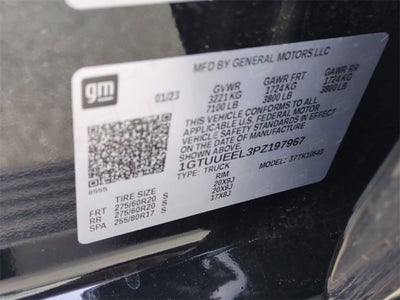 gm
MFD BY GENERAL MOTORS LLC
01/23 GVWR GAWR FRT GAWR RR
3221 KG 1724 KG 1724 KG
7100 LB 3800 LB 3800 LB
THIS VEHICLE CONFORMS TO ALL APPLICABLE
U.S. FEDERAL MOTOR
VEHICLE SAFETY STANDARDS IN EFFECT
ON THE DATE OF MANUFACTURE
1GTUUEEL3PZ197967
TYPE: TRUCK MODEL:
8555
TIRE SIZE RIM
FRT 275/60R20 S 20X9J
RR 275/60R20 S 20X9J
SPA 255/80R17 S 17X8J